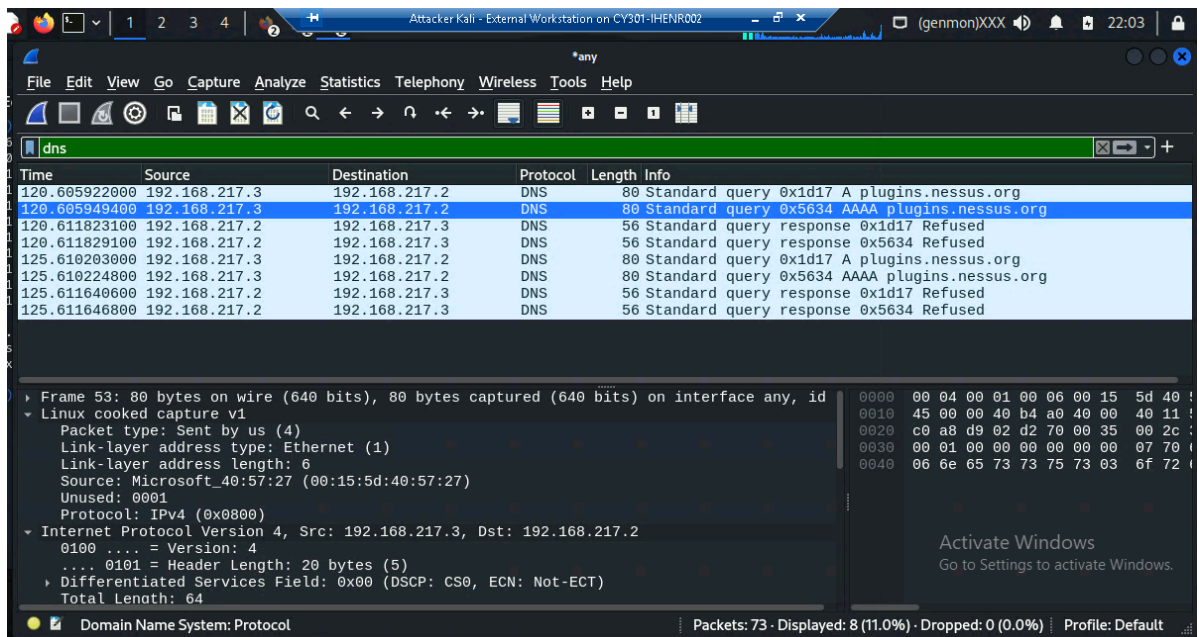 Attacker Kali - External Workstation on CY301-IHENR002
1 2 3 4 2 (genmon)XXX 22:03
*any
File Edit View Go Capture Analyze Statistics Telephony Wireless Tools Help
dns
Time Source Destination Protocol Length Info
120.605922000 192.168.217.3 192.168.217.2 DNS 80 Standard query 0x1d17 A plugins.nessus.org
120.605949400 192.168.217.3 192.168.217.2 DNS 80 Standard query 0x5634 AAAA plugins.nessus.org
120.611823100 192.168.217.2 192.168.217.3 DNS 56 Standard query response 0x1d17 Refused
120.611829100 192.168.217.2 192.168.217.3 DNS 56 Standard query response 0x5634 Refused
125.610203000 192.168.217.3 192.168.217.2 DNS 80 Standard query 0x1d17 A plugins.nessus.org
125.610224800 192.168.217.3 192.168.217.2 DNS 80 Standard query 0x5634 AAAA plugins.nessus.org
125.611640600 192.168.217.2 192.168.217.3 DNS 56 Standard query response 0x1d17 Refused
125.611646800 192.168.217.2 192.168.217.3 DNS 56 Standard query response 0x5634 Refused
Frame 53: 80 bytes on wire (640 bits), 80 bytes captured (640 bits) on interface any, id
Linux cooked capture v1
Packet type: Sent by us (4)
Link-layer address type: Ethernet (1)
Link-layer address length: 6
Source: Microsoft_40:57:27 (00:15:5d:40:57:27)
Unused: 0001
Protocol: IPv4 (0x0800)
Internet Protocol Version 4, Src: 192.168.217.3, Dst: 192.168.217.2
0100 .... = Version: 4
.... 0101 = Header Length: 20 bytes (5)
Differentiated Services Field: 0x00 (DSCP: CS0, ECN: Not-ECT)
Total Length: 64
0000 00 04 00 01 00 06 00 15 5d 40
0010 45 00 00 40 b4 a0 40 00 40 11
0020 c0 a8 d9 02 d2 70 00 35 00 2c
0030 00 01 00 00 00 00 00 00 07 70
0040 06 6e 65 73 73 75 73 03 6f 72
Activate Windows
Go to Settings to activate Windows.
Domain Name System: Protocol Packets: 73 · Displayed: 8 (11.0%) · Dropped: 0 (0.0%) Profile: Default